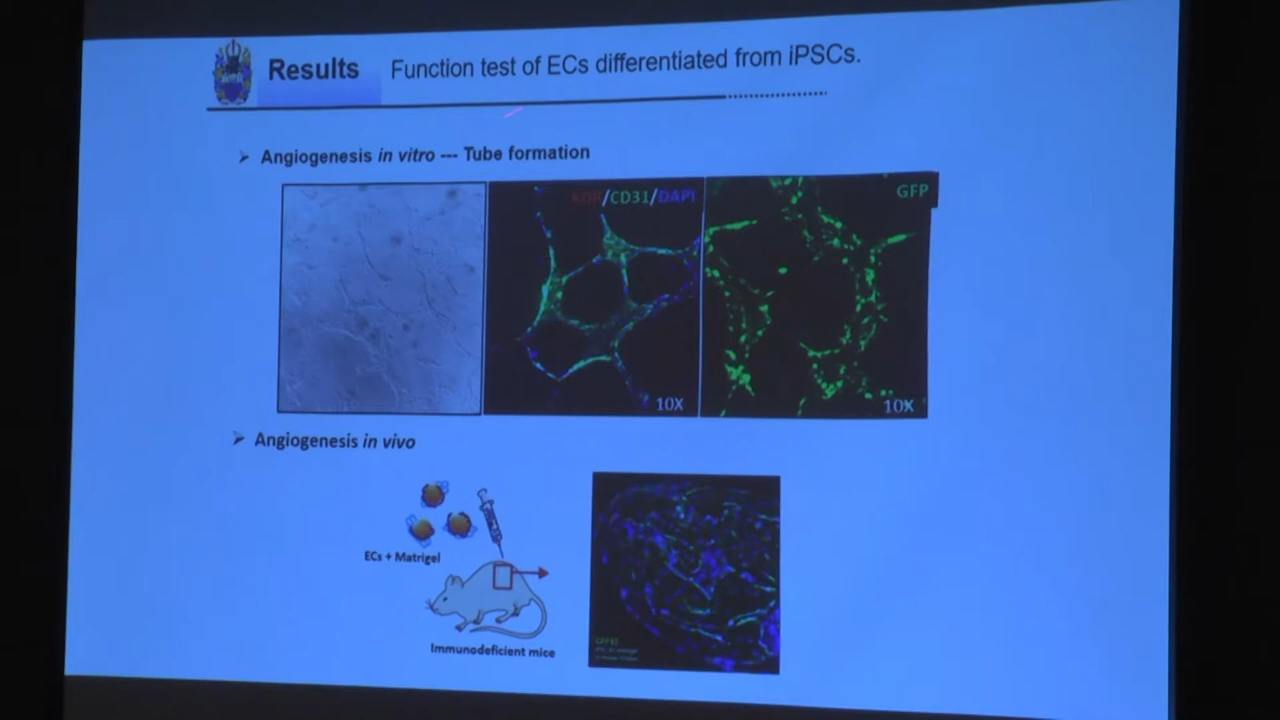 Results Function test of ECs differentiated from iPSCs.
➢ Angiogenesis in vitro --- Tube formation
KDR/CD31/DAPI
GFP
10X
10X
➢ Angiogenesis in vivo
ECs + Matrigel
Immunodeficient mice